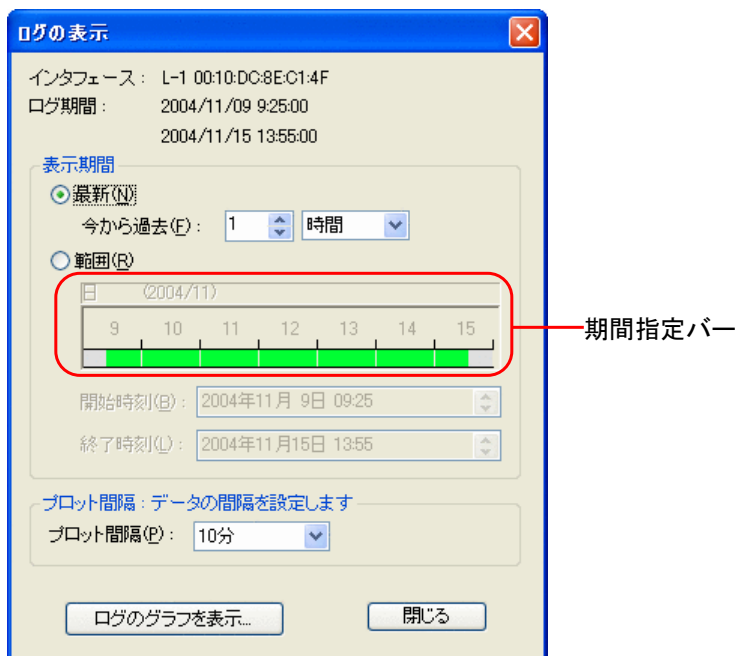 ログの表示
インタフェース： L-1 00:10:DC:8E:C1:4F
ログ期間： 2004/11/09 9:25:00
2004/11/15 13:55:00
表示期間
最新(N)
今から過去(F)： 1 時間
範囲(R)
日 (2004/11)
9 10 11 12 13 14 15
期間指定バー
開始時刻(B)： 2004年11月 9日 09:25
終了時刻(L)： 2004年11月15日 13:55
プロット間隔：データの間隔を設定します
プロット間隔(P)： 10分
ログのグラフを表示...
閉じる